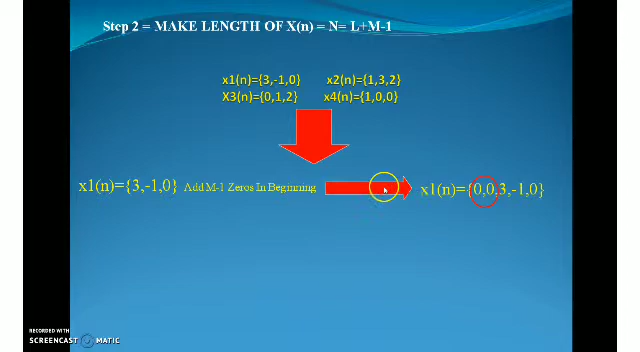 Step 2 = MAKE LENGTH OF X(n) = N= L+M-1
x1(n)={3,-1,0} x2(n)={1,3,2}
X3(n)={0,1,2} x4(n)={1,0,0}
x1(n)={3,-1,0} Add M-1 Zeros In Beginning x1(n)={0,0,3,-1,0}
RECORDED WITH
SCREENCAST MATIC